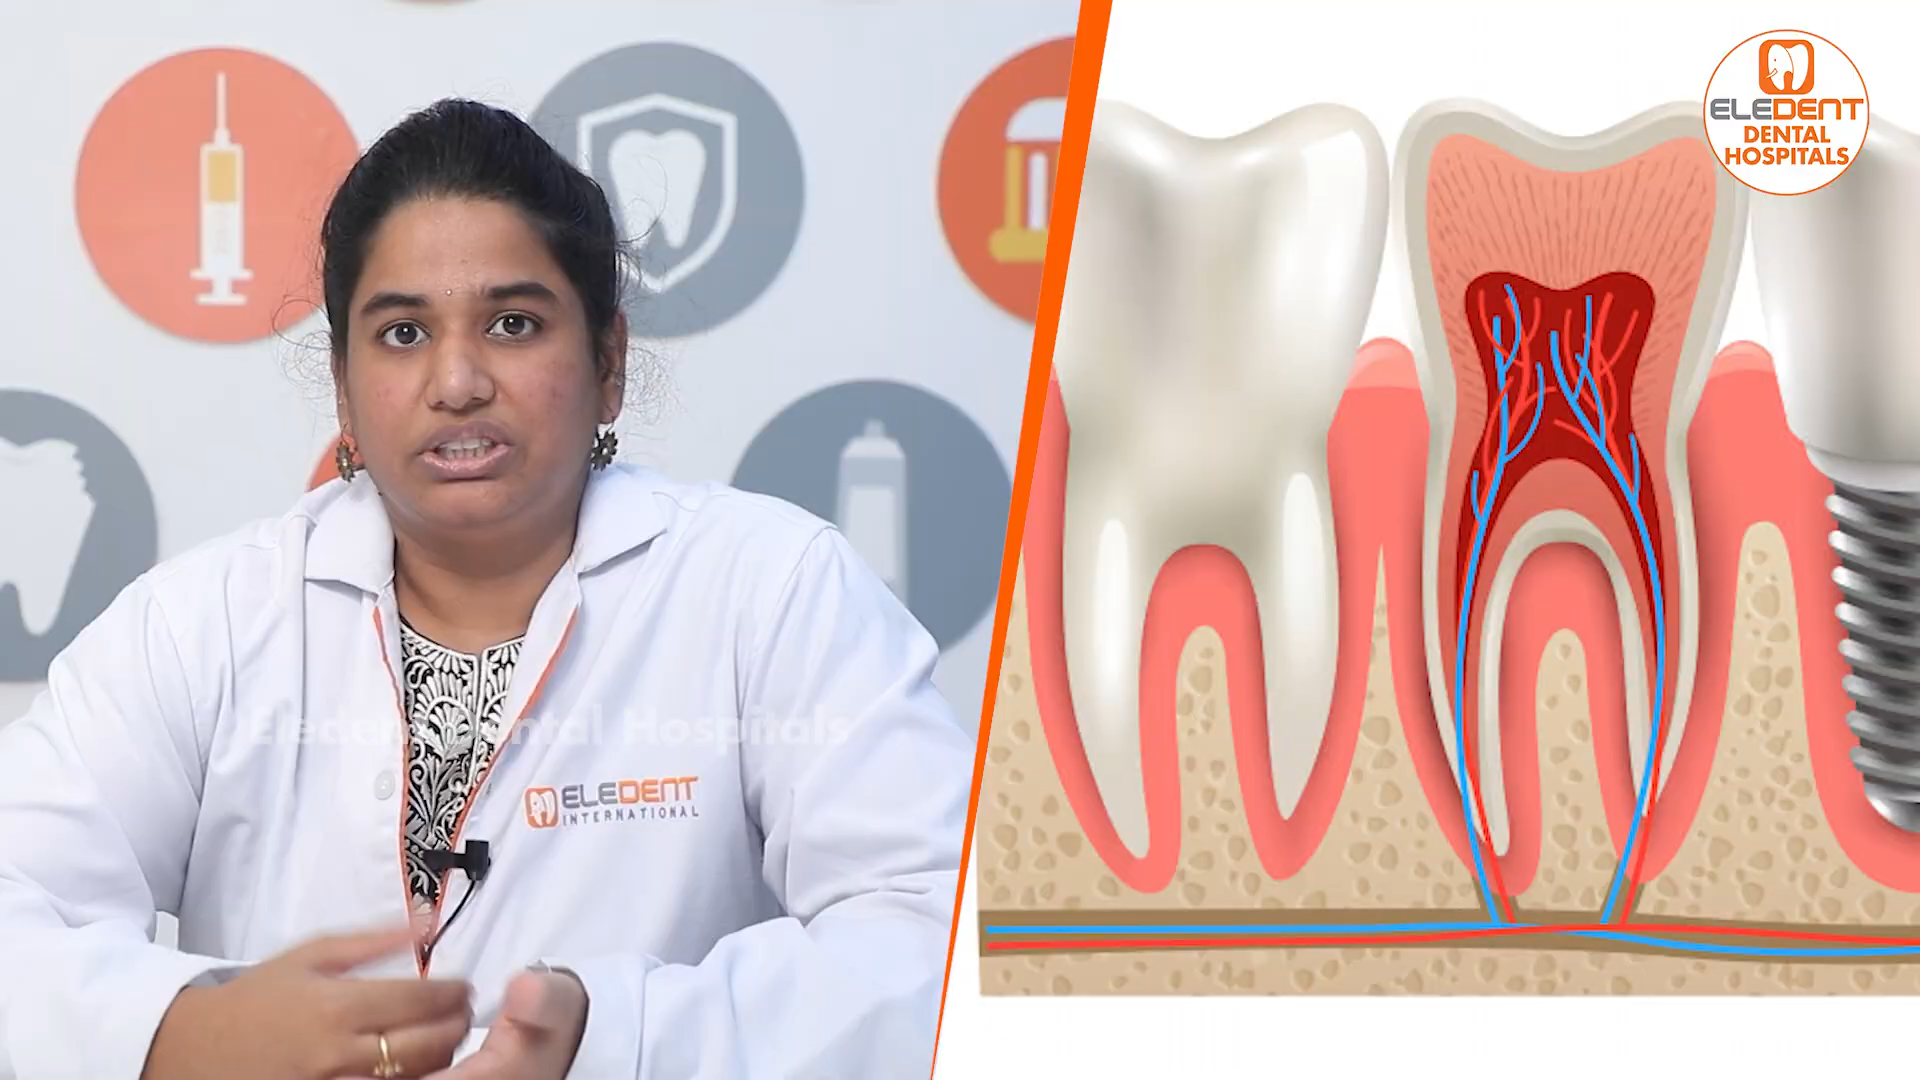 ELEDENT
DENTAL
HOSPITALS
Eledent Dental Hospitals
ELEDENT
INTERNATIONAL